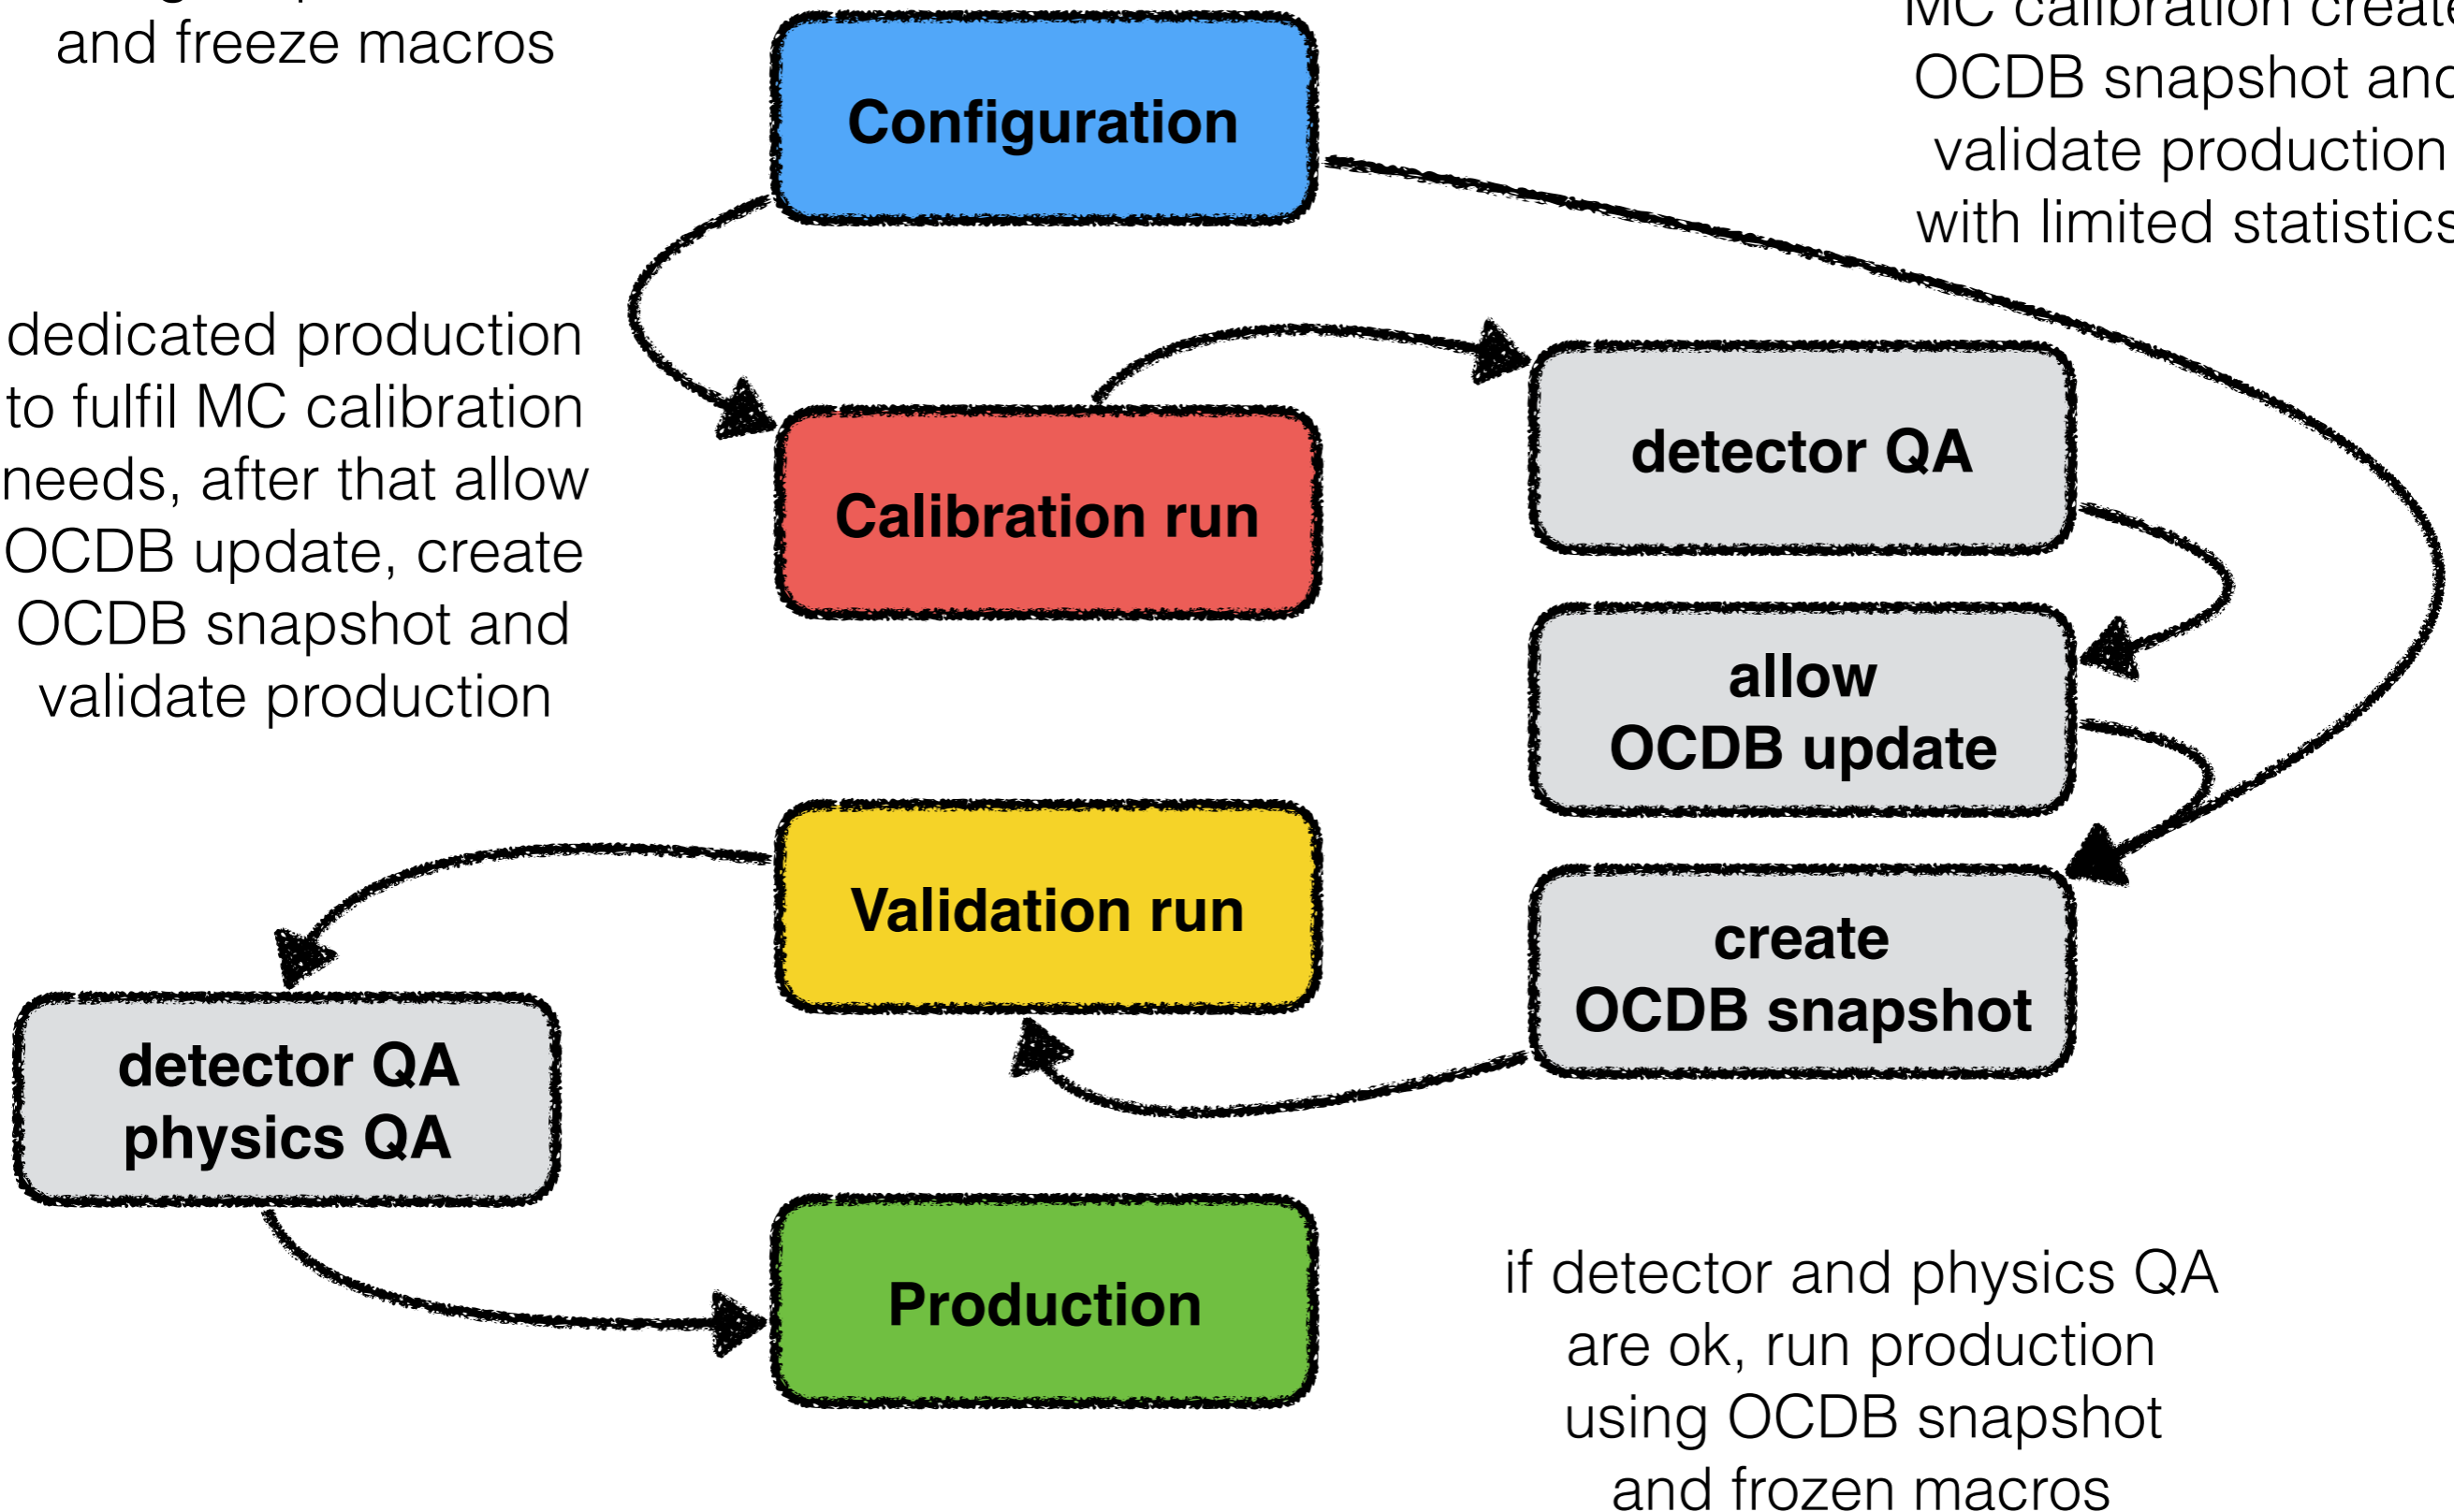 and freeze macros
Configuration
MC calibration create
OCDB snapshot and
validate production
with limited statistics
dedicated production
to fulfil MC calibration
needs, after that allow
OCDB update, create
OCDB snapshot and
validate production
Calibration run
detector QA
allow
OCDB update
create
OCDB snapshot
Validation run
detector QA
physics QA
Production
if detector and physics QA
are ok, run production
using OCDB snapshot
and frozen macros